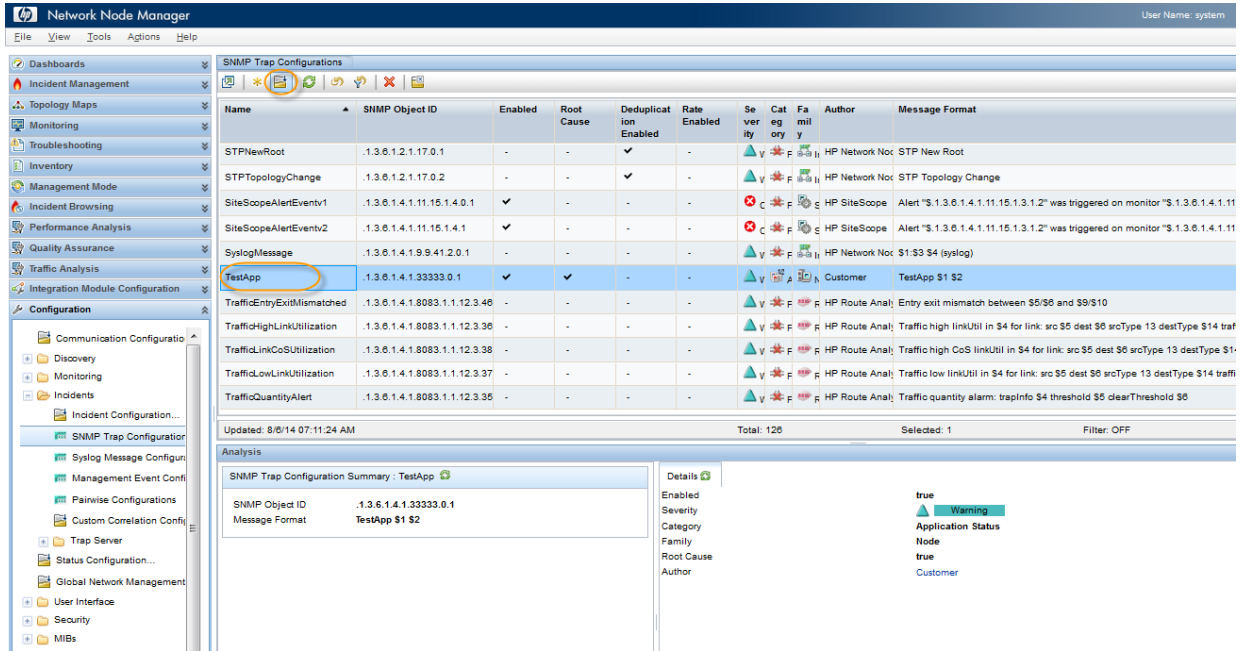 hp Network Node Manager User Name: system
File View Tools Actions Help
Dashboards
Incident Management
Topology Maps
Monitoring
Troubleshooting
Inventory
Management Mode
Incident Browsing
Performance Analysis
Quality Assurance
Traffic Analysis
Integration Module Configuration
Configuration
Communication Configuratio
Discovery
Monitoring
Incidents
Incident Configuration...
SNMP Trap Configuration
Syslog Message Configur
Management Event Confi
Pairwise Configurations
Custom Correlation Config
Trap Server
Status Configuration...
Global Network Management
User Interface
Security
MIBs
SNMP Trap Configurations
Name SNMP Object ID Enabled Root Cause Deduplicat ion Enabled Rate Enabled Se ver ity Cat eg ory Fa mil y Author Message Format
STPNewRoot .1.3.6.1.2.1.17.0.1 - - ✔ - V F In HP Network Noc STP New Root
STPTopologyChange .1.3.6.1.2.1.17.0.2 - - ✔ - V F In HP Network Noc STP Topology Change
SiteScopeAlertEventv1 .1.3.6.1.4.1.11.15.1.4.0.1 ✔ - - - C F S HP SiteScope Alert "$.1.3.6.1.4.1.11.15.1.3.1.2" was triggered on monitor "$.1.3.6.1.4.1.11
SiteScopeAlertEventv2 .1.3.6.1.4.1.11.15.1.4.1 ✔ - - - C F S HP SiteScope Alert "$.1.3.6.1.4.1.11.15.1.3.1.2" was triggered on monitor "$.1.3.6.1.4.1.11
SyslogMessage .1.3.6.1.4.1.9.9.41.2.0.1 - - - - V F In HP Network Noc $1:$3 $4 (syslog)
TestApp .1.3.6.1.4.1.33333.0.1 ✔ ✔ - - V A N Customer TestApp $1 $2
TrafficEntryExitMismatched .1.3.6.1.4.1.8083.1.1.12.3.46 - - - - V F R HP Route Analy Entry exit mismatch between $5/$6 and $9/$10
TrafficHighLinkUtilization .1.3.6.1.4.1.8083.1.1.12.3.36 - - - - V F R HP Route Analy Traffic high linkUtil in $4 for link: src $5 dest $6 srcType 13 destType $14 traf
TrafficLinkCoSUtilization .1.3.6.1.4.1.8083.1.1.12.3.38 - - - - V F R HP Route Analy Traffic high CoS linkUtil in $4 for link: src $5 dest $6 srcType 13 destType $1
TrafficLowLinkUtilization .1.3.6.1.4.1.8083.1.1.12.3.37 - - - - V F R HP Route Analy Traffic low linkUtil in $4 for link: src $5 dest $6 srcType 13 destType $14 traffi
TrafficQuantityAlert .1.3.6.1.4.1.8083.1.1.12.3.35 - - - - V F R HP Route Analy Traffic quantity alarm: trapInfo $4 threshold $5 clearThreshold $6
Updated: 8/6/14 07:11:24 AM Total: 126 Selected: 1 Filter: OFF
Analysis
SNMP Trap Configuration Summary : TestApp
SNMP Object ID .1.3.6.1.4.1.33333.0.1
Message Format TestApp $1 $2
Details
Enabled true
Severity Warning
Category Application Status
Family Node
Root Cause true
Author Customer